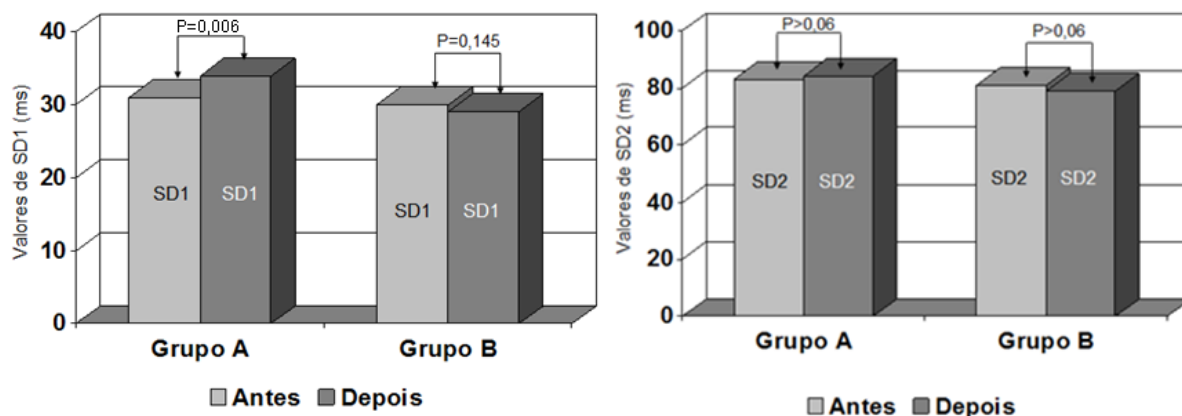 Valores de SD1 (ms)
40
30
20
10
0
P=0,006
P=0,145
SD1
SD1
SD1
SD1
Grupo A
Grupo B
Antes
Depois
Valores de SD2 (ms)
100
80
60
40
20
0
P>0,06
P>0,06
SD2
SD2
SD2
SD2
Grupo A
Grupo B
Antes
Depois